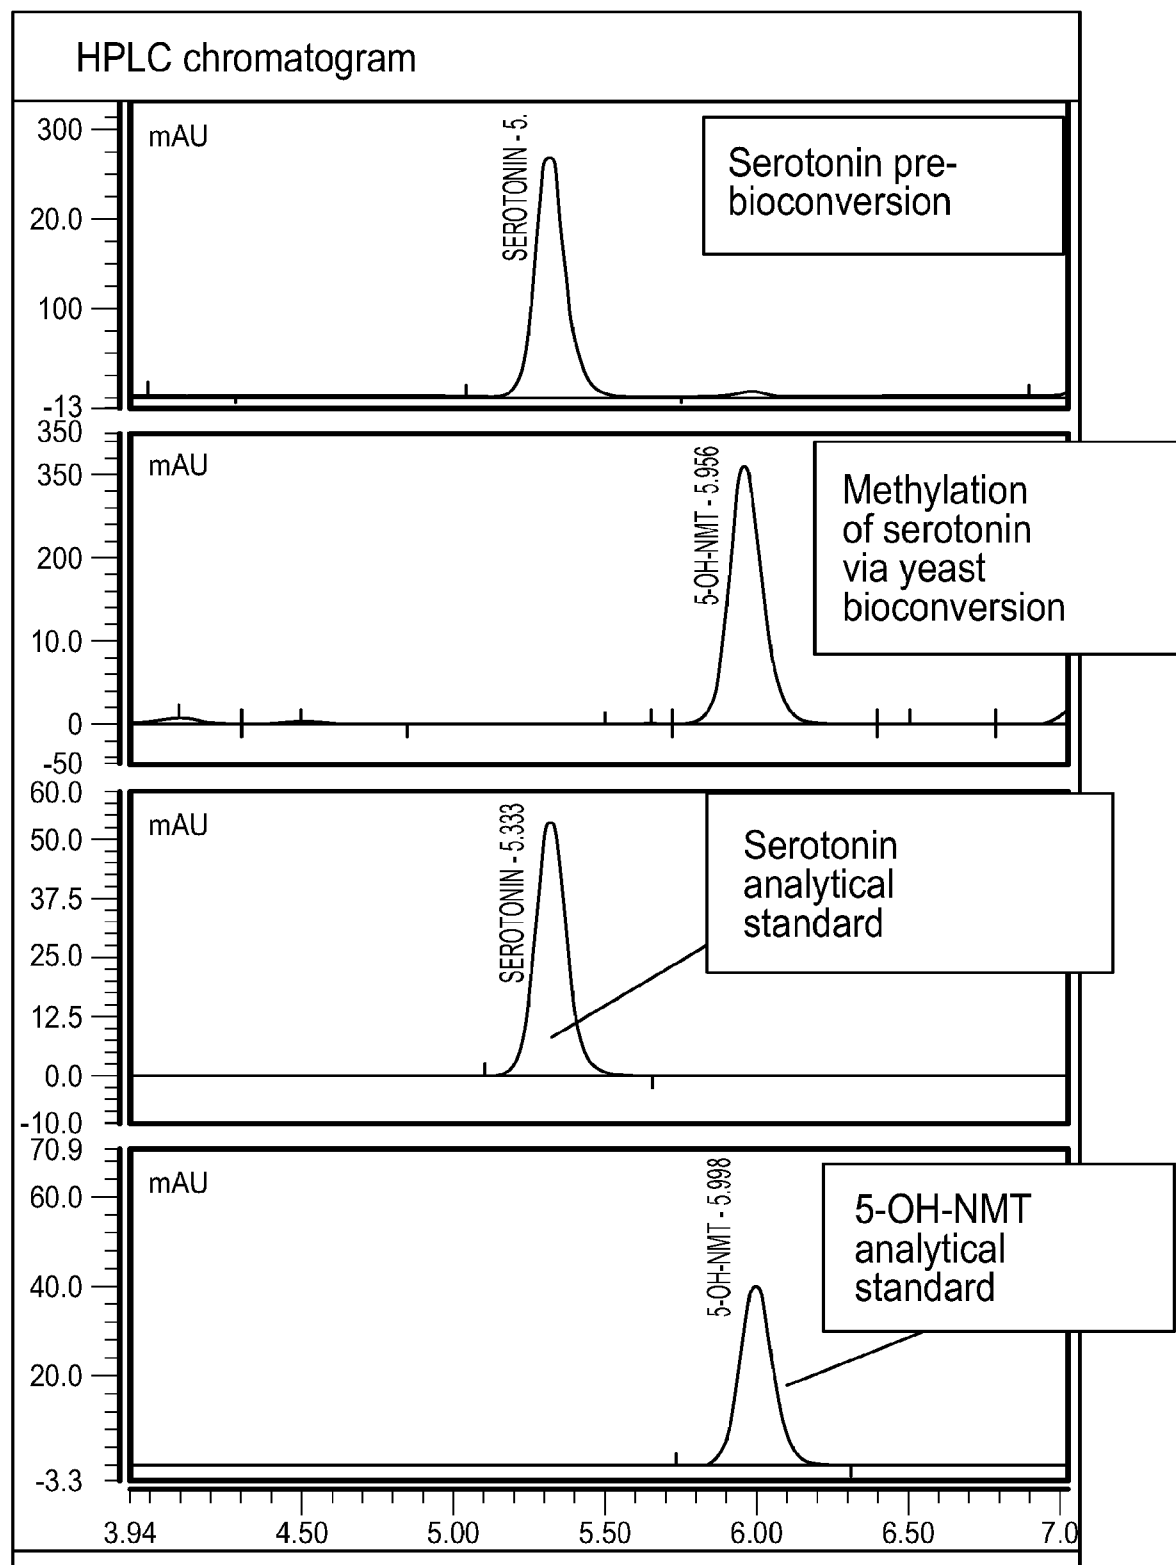 HPLC chromatogram
300
20.0
100
-13
mAU
SEROTONIN - 5.
Serotonin pre-
bioconversion
350
350
200
10.0
0
-50
mAU
5-OH-NMT - 5.956
Methylation
of serotonin
via yeast
bioconversion
60.0
50.0
37.5
25.0
12.5
0.0
-10.0
mAU
SEROTONIN - 5.333
Serotonin
analytical
standard
70.9
60.0
40.0
20.0
-3.3
mAU
5-OH-NMT - 5.998
5-OH-NMT
analytical
standard
3.94 4.50 5.00 5.50 6.00 6.50 7.0